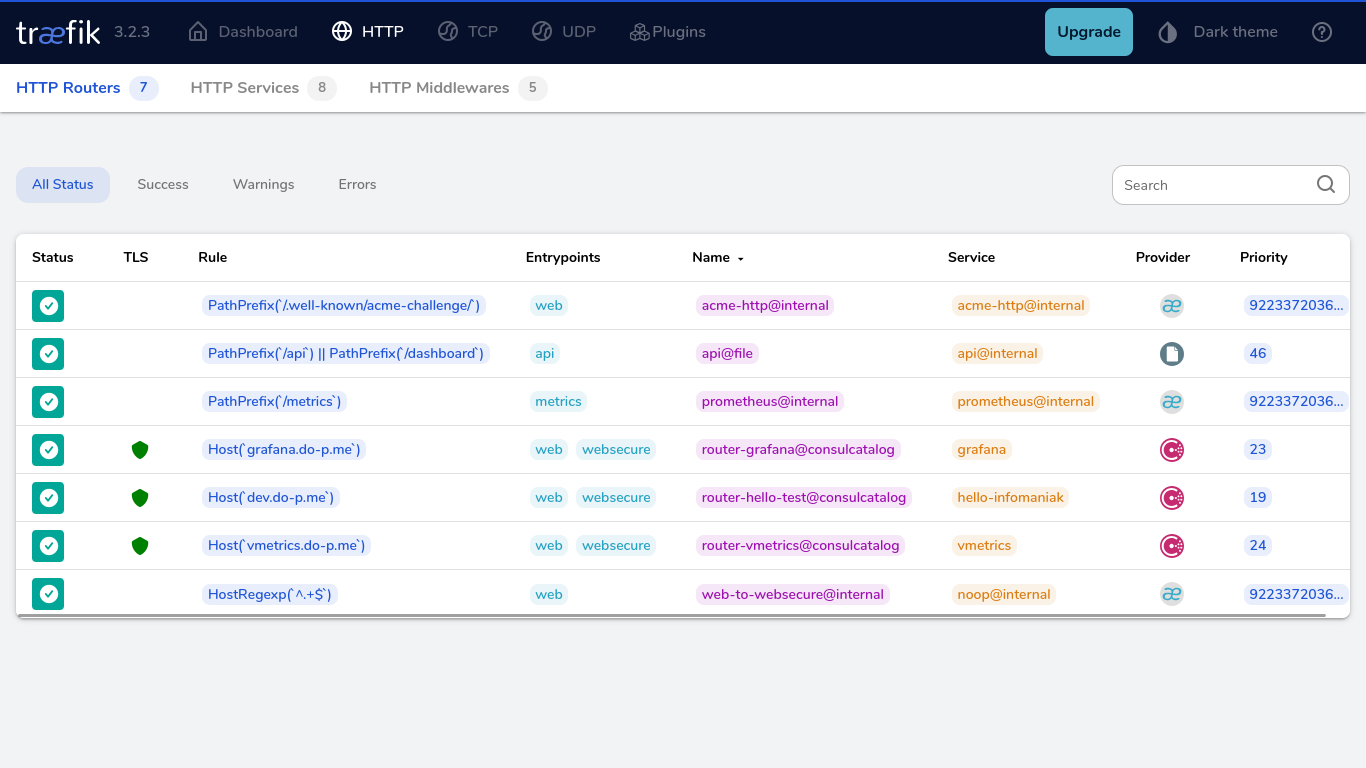 træfik 3.2.3 Dashboard HTTP TCP UDP Plugins Upgrade Dark theme
HTTP Routers 7 HTTP Services 8 HTTP Middlewares 5
All Status Success Warnings Errors Search
Status TLS Rule Entrypoints Name Service Provider Priority
PathPrefix(`/.well-known/acme-challenge/`) web acme-http@internal acme-http@internal æ 9223372036...
PathPrefix(`/api`) || PathPrefix(`/dashboard`) api api@file api@internal 46
PathPrefix(`/metrics`) metrics prometheus@internal prometheus@internal æ 9223372036...
Host(`grafana.do-p.me`) web websecure router-grafana@consulcatalog grafana 23
Host(`dev.do-p.me`) web websecure router-hello-test@consulcatalog hello-infomaniak 19
Host(`vmetrics.do-p.me`) web websecure router-vmetrics@consulcatalog vmetrics 24
HostRegexp(`^.+$`) web web-to-websecure@internal noop@internal æ 9223372036...